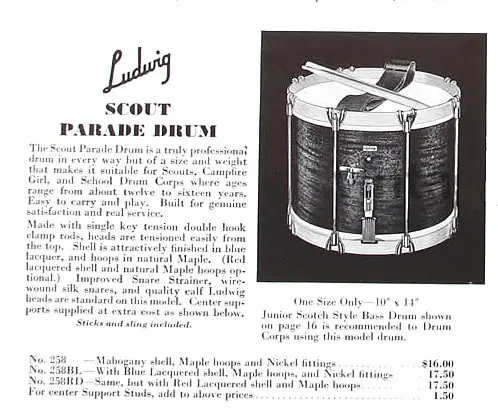 Ludwig
SCOUT
PARADE DRUM
The Scout Parade Drum is a truly professional
drum in every way but of a size and weight
that makes it suitable for Scouts, Campfire
Girl, and School Drum Corps where ages
range from about twelve to sixteen years.
Easy to carry and play. Built for genuine
satisfaction and real service.
Made with single key tension double hook
clamp rods, heads are tensioned easily from
the top. Shell is attractively finished in blue
lacquer, and hoops in natural Maple. (Red
lacquered shell and natural Maple hoops op-
tional.) Improved Snare Strainer, wire-
wound silk snares, and quality calf Ludwig
heads are standard on this model. Center sup-
ports supplied at extra cost as shown below.
Sticks and sling included.
One Size Only—10" x 14"
Junior Scotch Style Bass Drum shown
on page 16 is recommended to Drum
Corps using this model drum.
No. 258 —Mahogany shell, Maple hoops and Nickel fittings $16.00
No. 258BL—With Blue Lacquered shell, Maple hoops, and Nickel fittings 17.50
No. 258RD—Same, but with Red Lacquered shell and Maple hoops 17.50
For center Support Studs, add to above prices 1.50